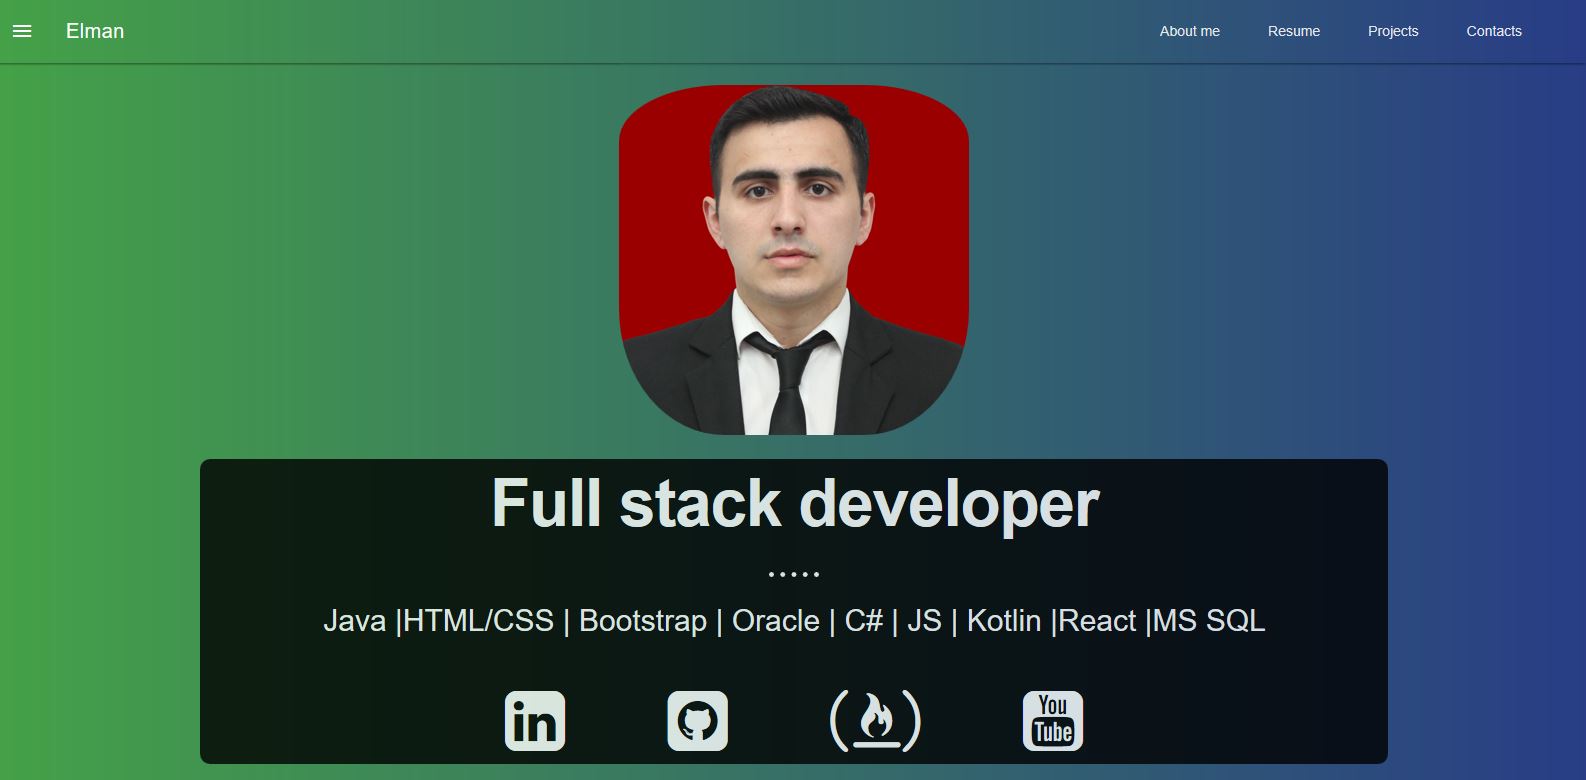 Elman
About me
Resume
Projects
Contacts
Full stack developer
.....
Java |HTML/CSS | Bootstrap | Oracle | C# | JS | Kotlin |React |MS SQL
in
You
Tube